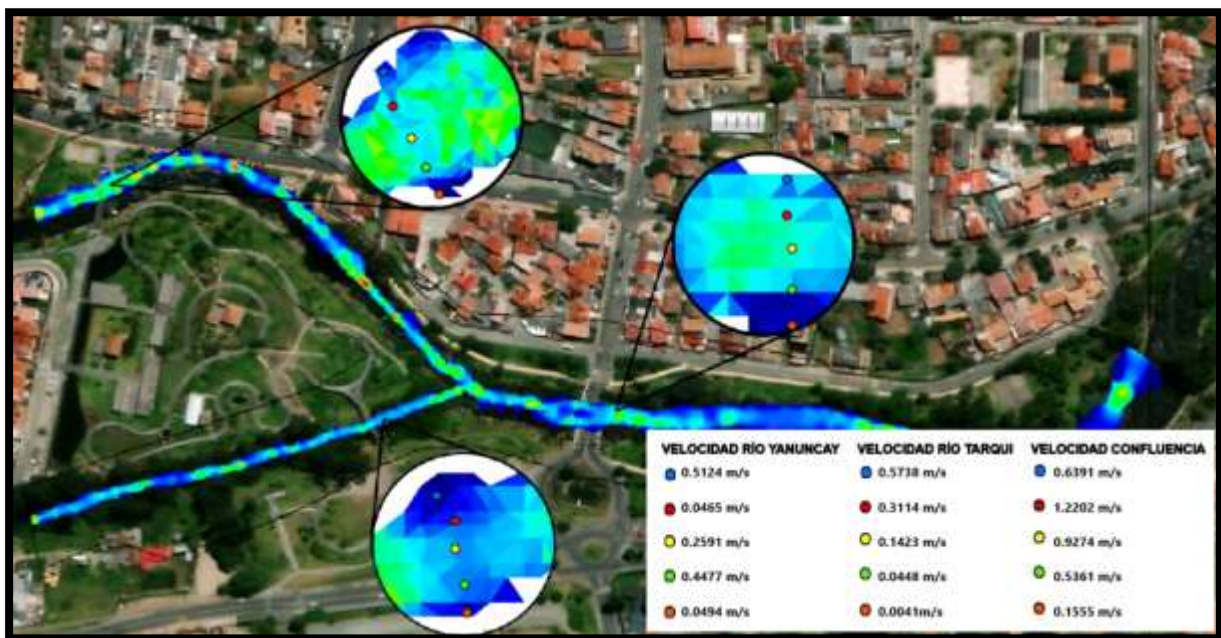 VELOCIDAD RÍO YANUNCAY VELOCIDAD RÍO TARQUI VELOCIDAD CONFLUENCIA
0.5124 m/s 0.5738 m/s 0.6391 m/s
0.0465 m/s 0.3114 m/s 1.2202 m/s
0.2591 m/s 0.1423 m/s 0.9274 m/s
0.4477 m/s 0.0448 m/s 0.5361 m/s
0.0494 m/s 0.0041m/s 0.1555 m/s